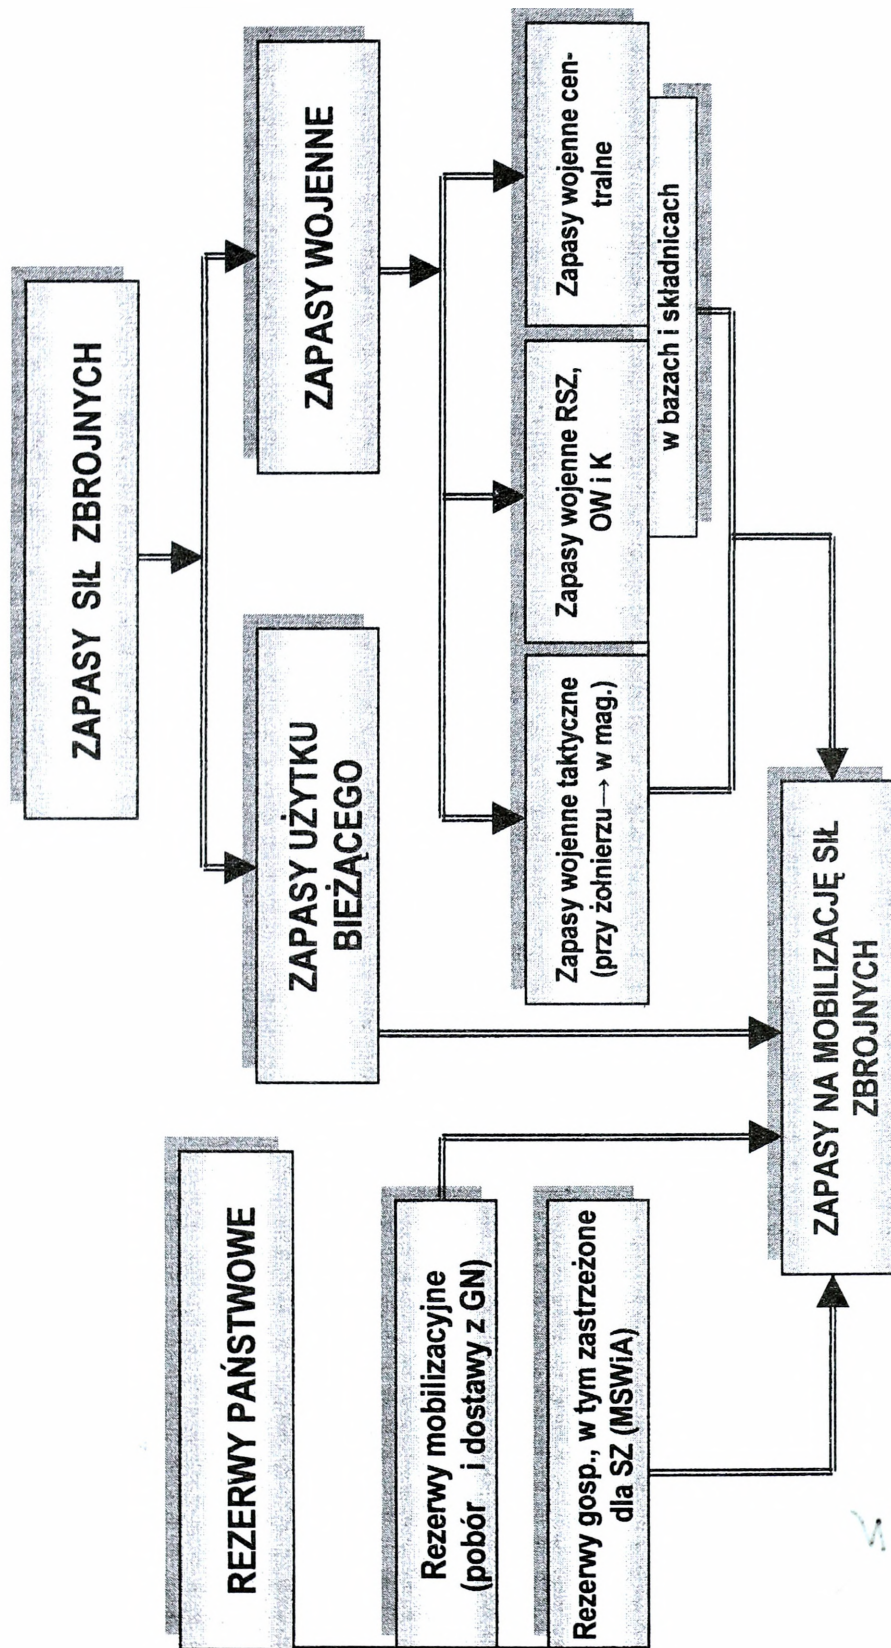 ZAPASY SIŁ ZBROJNYCH
REZERWY PAŃSTWOWE
ZAPASY UŻYTKU
BIEŻĄCEGO
ZAPASY WOJENNE
Rezerwy mobilizacyjne
(pobór i dostawy z GN)
Rezerwy gosp., w tym zastrzeżone
dla SZ (MSWiA)
Zapasy wojenne taktyczne
(przy żołnierzu→ w mag.)
Zapasy wojenne RSZ,
OW i K
Zapasy wojenne cen-
tralne
w bazach i składnicach
ZAPASY NA MOBILIZACJĘ SIŁ
ZBROJNYCH